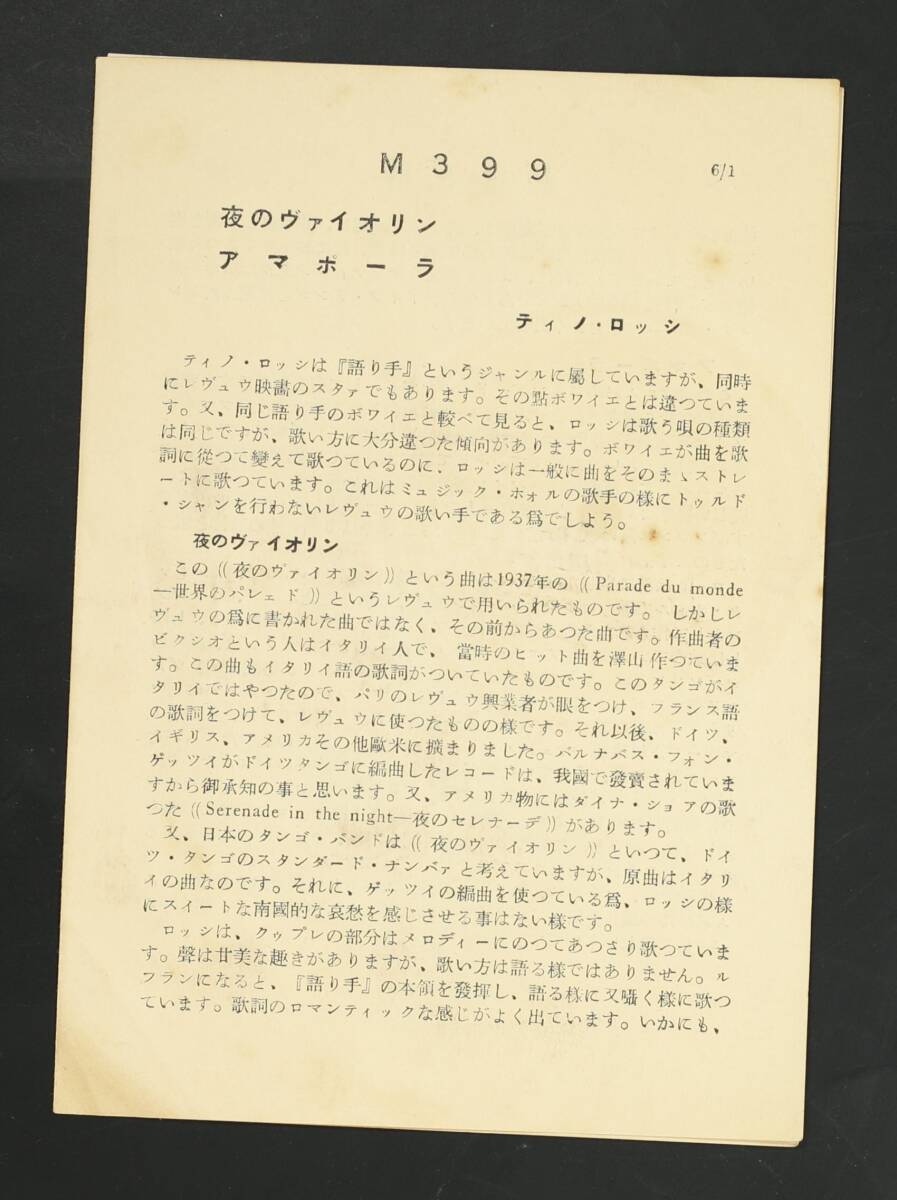 M399
6/1
夜のヴァイオリン
アマポーラ
ティノ・ロッシ
ティノ・ロッシは『語り手』というジャンルに屬していますが、同時
にレヴュウ映畵のスタァでもあります。その點ボワイエとは違つていま
す。又、同じ語り手のボワイエと較べて見ると、ロッシは歌う唄の種類
は同じですが、歌い方に大分違つた傾向があります。ボワイエが曲を歌
詞に從つて變えて歌つているのに、ロッシは一般に曲をそのまゝストレ
ートに歌つています。これはミュジック・ホォルの歌手の樣にトゥルド
・シャンを行わないレヴュウの歌い手である爲でしよう。
夜のヴァイオリン
この((夜のヴァイオリン))という曲は1937年の((Parade du monde
―世界のパレェド))というレヴュウで用いられたものです。しかしレ
ヴュウの爲に書かれた曲ではなく、その前からあつた曲です。作曲者の
ビクシオという人はイタリイ人で、當時のヒット曲を澤山作つていま
す。この曲もイタリイ語の歌詞がついていたものです。このタンゴがイ
タリイではやつたので、パリのレヴュウ興業者が眼をつけ、フランス語
の歌詞をつけて、レヴュウに使つたものの樣です。それ以後、ドイツ、
イギリス、アメリカその他歐米に擴まりました。バルナバス・フォン・
ゲッツイがドイツタンゴに編曲したレコードは、我國で發賣されていま
すから御承知の事と思います。又、アメリカ物にはダイナ・ショアの歌
つた((Serenade in the night―夜のセレナーデ))があります。
又、日本のタンゴ・バンドは((夜のヴァイオリン))といつて、ドイ
ツ・タンゴのスタンダード・ナンバァと考えていますが、原曲はイタリ
イの曲なのです。それに、ゲッツイの編曲を使つている爲、ロッシの樣
にスイートな南國的な哀愁を感じさせる事はない樣です。
ロッシは、クゥプレの部分はメロディーにのつてあつさり歌つていま
す。聲は甘美な趣きがありますが、歌い方は語る樣ではありません。ル
フランになると、『語り手』の本領を發揮し、語る樣に又囁く樣に歌つ
ています。歌詞のロマンティックな感じがよく出ています。いかにも、